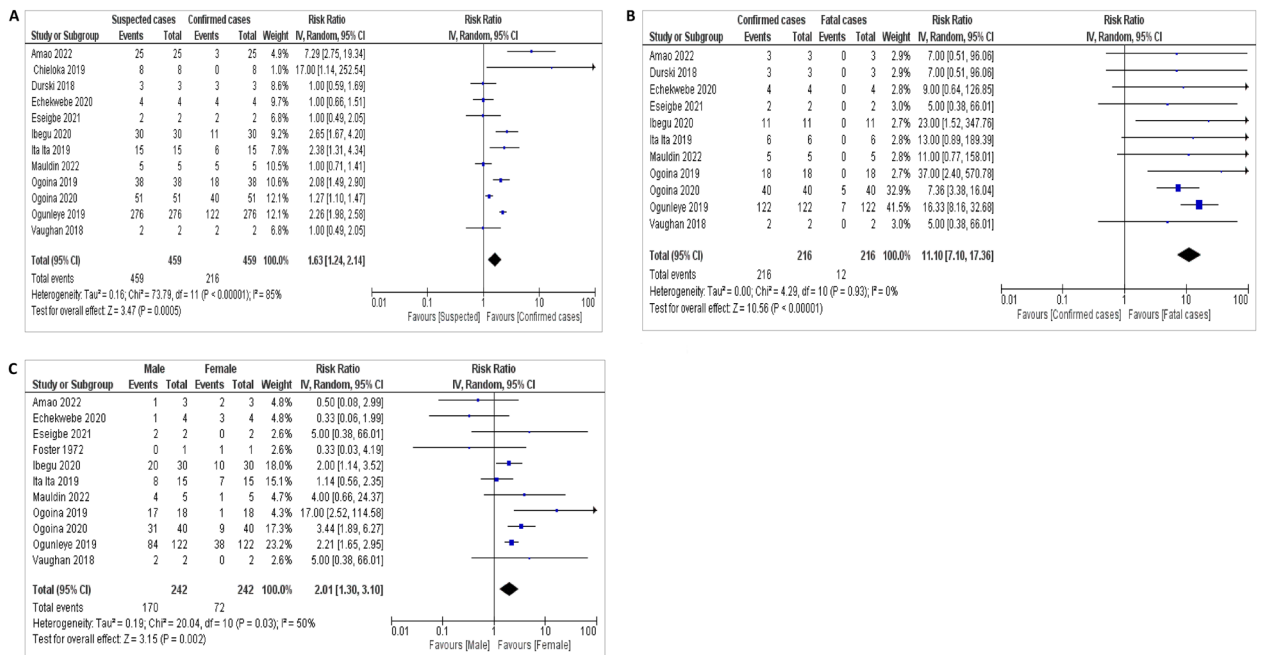 A
Suspected cases Confirmed cases Risk Ratio Risk Ratio
Study or Subgroup Events Total Events Total Weight IV, Random, 95% CI IV, Random, 95% CI
Amao 2022 25 25 3 25 4.9% 7.29 [2.75, 19.34]
Chieloka 2019 8 8 0 8 1.0% 17.00 [1.14, 252.54]
Durski 2018 3 3 3 3 8.6% 1.00 [0.59, 1.69]
Echekwebe 2020 4 4 4 4 9.8% 1.00 [0.66, 1.51]
Eseigbe 2021 2 2 2 2 6.8% 1.00 [0.49, 2.05]
Ibegu 2020 30 30 11 30 9.2% 2.65 [1.67, 4.20]
Ita Ita 2019 15 15 6 15 7.8% 2.38 [1.31, 4.34]
Mauldin 2022 5 5 5 5 10.5% 1.00 [0.71, 1.41]
Ogoina 2019 38 38 18 38 10.6% 2.08 [1.49, 2.90]
Ogoina 2020 51 51 40 51 12.0% 1.27 [1.10, 1.47]
Ogunleye 2019 276 276 122 276 12.1% 2.26 [1.98, 2.58]
Vaughan 2018 2 2 2 2 6.8% 1.00 [0.49, 2.05]
Total (95% CI) 459 459 100.0% 1.63 [1.24, 2.14]
Total events 459 216
Heterogeneity: Tau² = 0.16; Chi² = 73.79, df = 11 (P < 0.00001); I² = 85%
Test for overall effect: Z = 3.47 (P = 0.0005)
0.01 0.1 1 10 100
Favours [Suspected] Favours [Confirmed cases]
B
Confirmed cases Fatal cases Risk Ratio Risk Ratio
Study or Subgroup Events Total Events Total Weight IV, Random, 95% CI IV, Random, 95% CI
Amao 2022 3 3 0 3 2.9% 7.00 [0.51, 96.06]
Durski 2018 3 3 0 3 2.9% 7.00 [0.51, 96.06]
Echekwebe 2020 4 4 0 4 2.9% 9.00 [0.64, 126.85]
Eseigbe 2021 2 2 0 2 3.0% 5.00 [0.38, 66.01]
Ibegu 2020 11 11 0 11 2.7% 23.00 [1.52, 347.76]
Ita Ita 2019 6 6 0 6 2.8% 13.00 [0.89, 189.39]
Mauldin 2022 5 5 0 5 2.8% 11.00 [0.77, 158.01]
Ogoina 2019 18 18 0 18 2.7% 37.00 [2.40, 570.78]
Ogoina 2020 40 40 5 40 32.9% 7.36 [3.38, 16.04]
Ogunleye 2019 122 122 7 122 41.5% 16.33 [8.16, 32.68]
Vaughan 2018 2 2 0 2 3.0% 5.00 [0.38, 66.01]
Total (95% CI) 216 216 100.0% 11.10 [7.10, 17.36]
Total events 216 12
Heterogeneity: Tau² = 0.00; Chi² = 4.29, df = 10 (P = 0.93); I² = 0%
Test for overall effect: Z = 10.56 (P < 0.00001)
0.01 0.1 1 10 100
Favours [Confirmed cases] Favours [Fatal cases]
C
Male Female Risk Ratio Risk Ratio
Study or Subgroup Events Total Events Total Weight IV, Random, 95% CI IV, Random, 95% CI
Amao 2022 1 3 2 3 4.8% 0.50 [0.08, 2.99]
Echekwebe 2020 1 4 3 4 4.8% 0.33 [0.06, 1.99]
Eseigbe 2021 2 2 0 2 2.6% 5.00 [0.38, 66.01]
Foster 1972 0 1 1 1 2.6% 0.33 [0.03, 4.19]
Ibegu 2020 20 30 10 30 18.0% 2.00 [1.14, 3.52]
Ita Ita 2019 8 15 7 15 15.1% 1.14 [0.56, 2.35]
Mauldin 2022 4 5 1 5 4.7% 4.00 [0.66, 24.37]
Ogoina 2019 17 18 1 18 4.3% 17.00 [2.52, 114.58]
Ogoina 2020 31 40 9 40 17.3% 3.44 [1.89, 6.27]
Ogunleye 2019 84 122 38 122 23.2% 2.21 [1.65, 2.95]
Vaughan 2018 2 2 0 2 2.6% 5.00 [0.38, 66.01]
Total (95% CI) 242 242 100.0% 2.01 [1.30, 3.10]
Total events 170 72
Heterogeneity: Tau² = 0.19; Chi² = 20.04, df = 10 (P = 0.03); I² = 50%
Test for overall effect: Z = 3.15 (P = 0.002)
0.01 0.1 1 10 100
Favours [Male] Favours [Female]